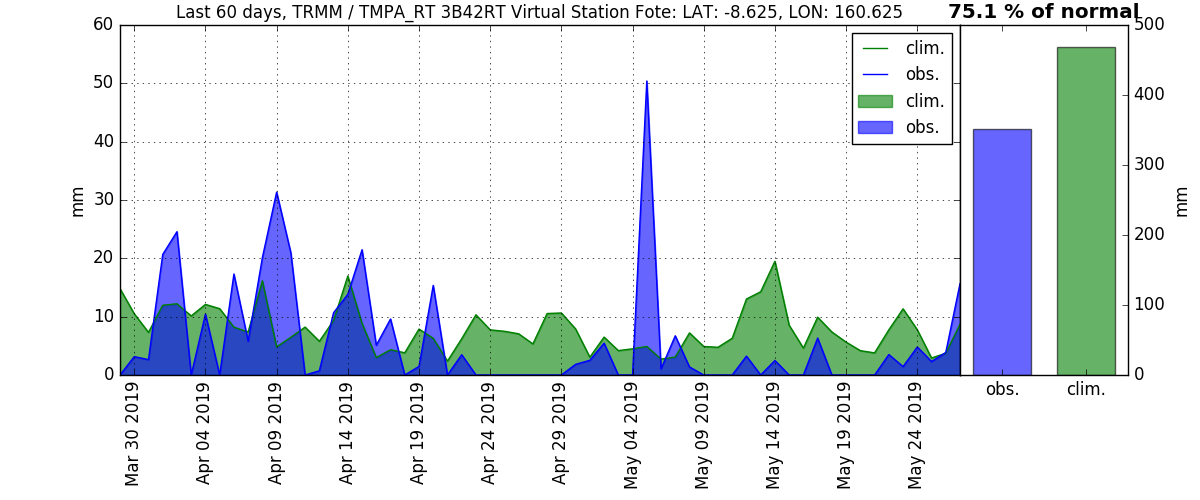 Last 60 days, TRMM / TMPA_RT 3B42RT Virtual Station Fote: LAT: -8.625, LON: 160.625
75.1 % of normal
60
50
40
30
20
10
0
mm
clim.
obs.
clim.
obs.
500
400
300
200
100
0
mm
obs.
clim.
Mar 30 2019
Apr 04 2019
Apr 09 2019
Apr 14 2019
Apr 19 2019
Apr 24 2019
Apr 29 2019
May 04 2019
May 09 2019
May 14 2019
May 19 2019
May 24 2019